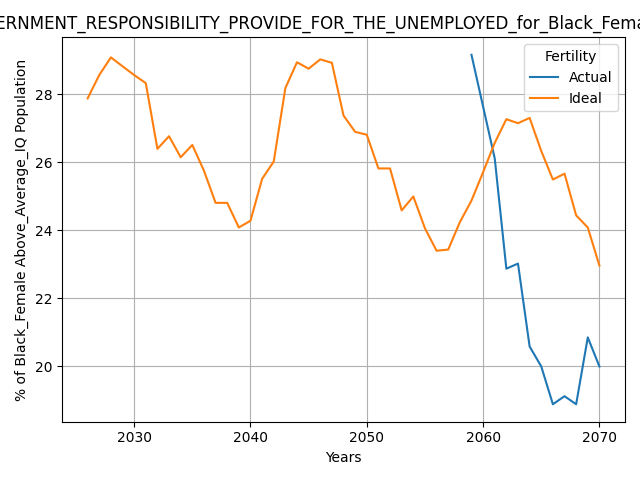 ERNMENT_RESPONSIBILITY_PROVIDE_FOR_THE_UNEMPLOYED_for_Black_Fema
Fertility
Actual
Ideal
% of Black_Female Above_Average_IQ Population
28
26
24
22
20
2030 2040 2050 2060 2070
Years